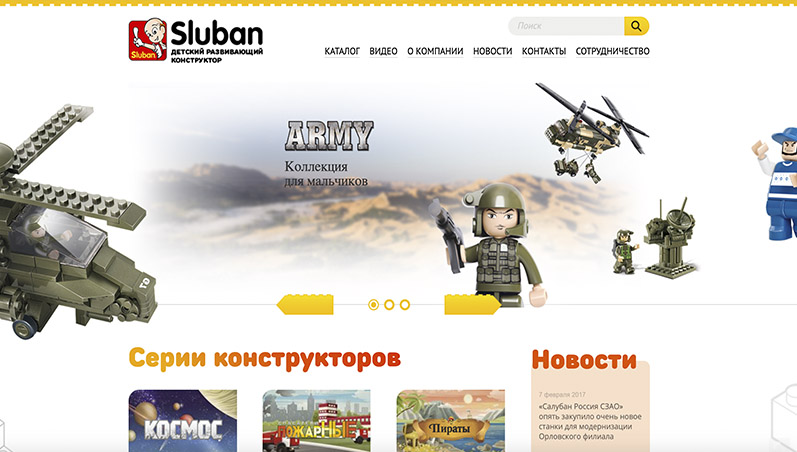 Поиск
Sluban
Sluban
ДЕТСКИЙ РАЗВИВАЮЩИЙ
КОНСТРУКТОР
КАТАЛОГ ВИДЕО О КОМПАНИИ НОВОСТИ КОНТАКТЫ СОТРУДНИЧЕСТВО
ARMY
Коллекция
для мальчиков
Серии конструкторов
Новости
КОСМОС
ПОЖАРНЫЕ
Пираты
7 февраля 2017
«Салубан Россия СЗАО»
опять закупило очень новое
станки для модернизации
Орловского филиала